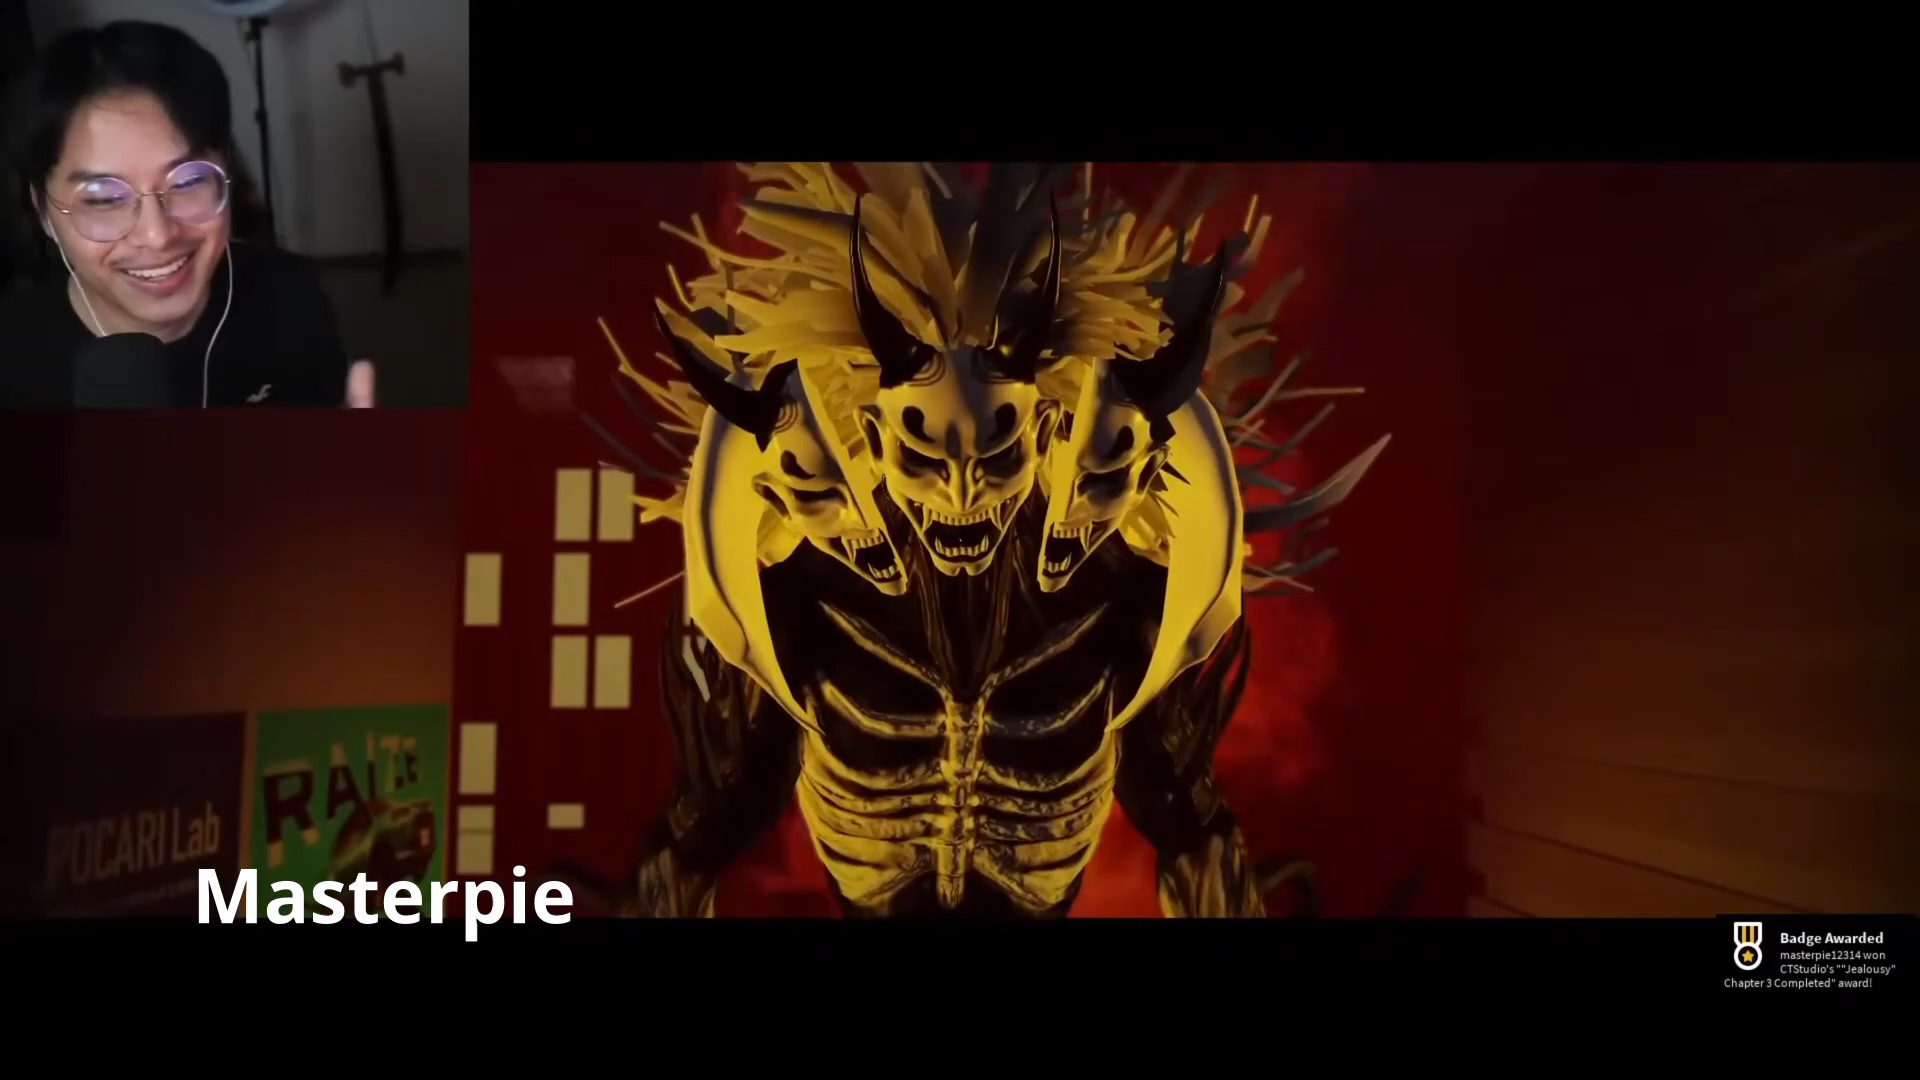 POCARI Lab
RAIZE
Masterpie
Badge Awarded
masterpie12314 won
CTStudio's ""Jealousy"
Chapter 3 Completed" award!